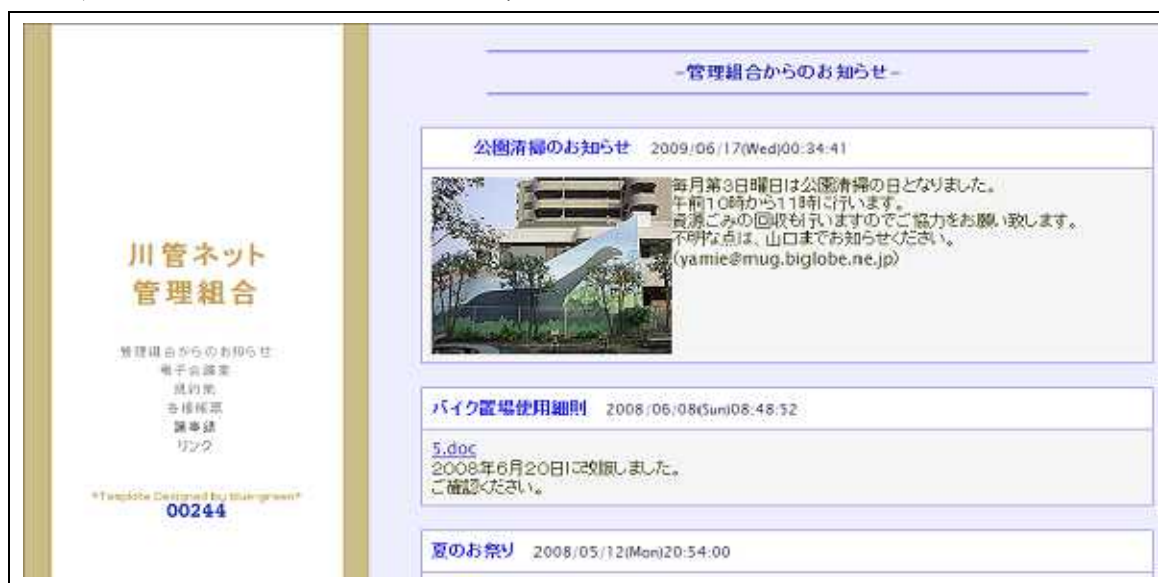 川管ネット
管理組合
管理組合からのお知らせ
電子会議室
規約集
各種帳票
議事録
リンク
*Template Designed by blue-green*
00244
-管理組合からのお知らせ-
公園清掃のお知らせ 2009/06/17(Wed)00:34:41
毎月第3日曜日は公園清掃の日となりました。
午前10時から11時に行います。
資源ごみの回収も行いますのでご協力をお願い致します。
不明な点は、山口までお知らせください。
(yamie@mug.biglobe.ne.jp)
バイク置場使用細則 2008/06/08(Sun)08:48:52
5.doc
2008年6月20日に改版しました。
ご確認ください。
夏のお祭り 2008/05/12(Mon)20:54:00